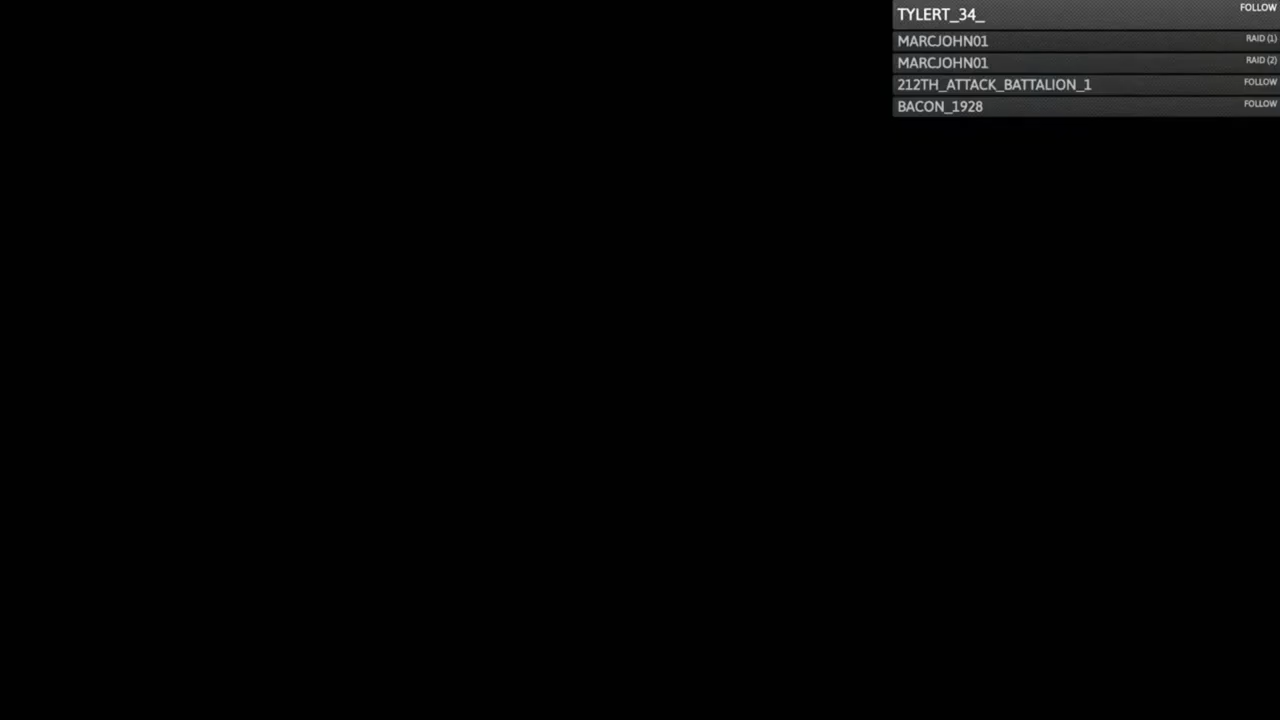 TYLERT_34_ FOLLOW
MARCJOHN01 RAID (1)
MARCJOHN01 RAID (2)
212TH_ATTACK_BATTALION_1 FOLLOW
BACON_1928 FOLLOW